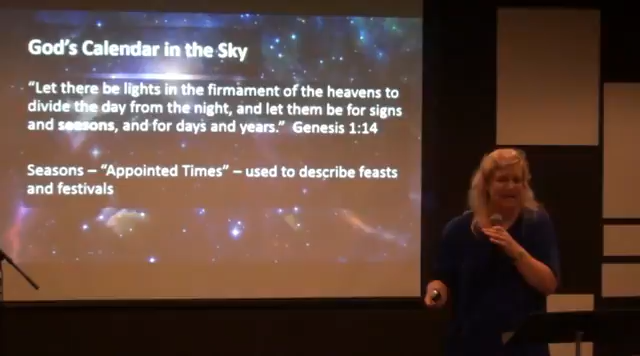 God's Calendar in the Sky
“Let there be lights in the firmament of the heavens to
divide the day from the night, and let them be for signs
and seasons, and for days and years.” Genesis 1:14
Seasons – “Appointed Times” – used to describe feasts
and festivals